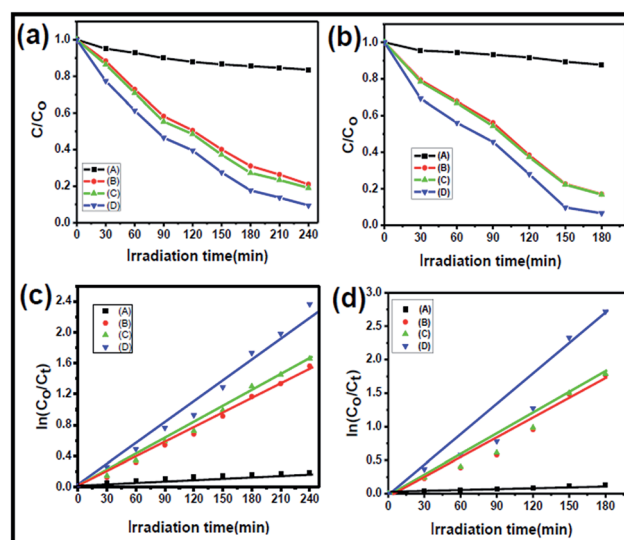 (a)
C/Co
1.0
0.8
0.6
0.4
0.2
0.0
(A)
(B)
(C)
(D)
0 30 60 90 120 150 180 210 240
Irradiation time(min)
(b)
C/Co
1.0
0.8
0.6
0.4
0.2
0.0
(A)
(B)
(C)
(D)
0 30 60 90 120 150 180
Irradiation time(min)
(c)
ln(Co/Ct)
2.4
2.0
1.6
1.2
0.8
0.4
0.0
(A)
(B)
(C)
(D)
0 30 60 90 120 150 180 210 240
Irradiation time(min)
(d)
ln(Co/Ct)
3.0
2.5
2.0
1.5
1.0
0.5
0.0
(A)
(B)
(C)
(D)
0 30 60 90 120 150 180
Irradiation time(min)